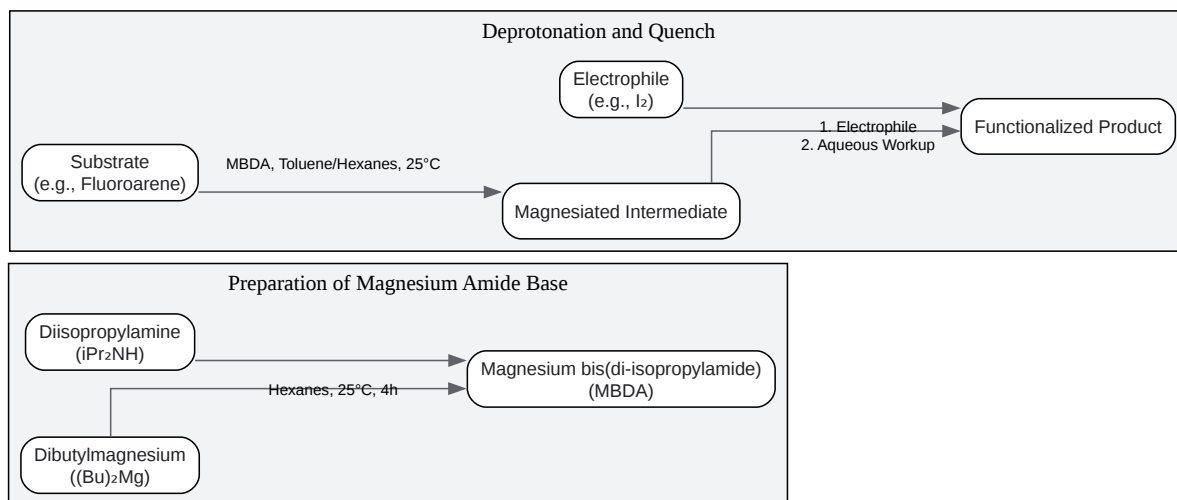 Deprotonation and Quench
Electrophile
(e.g., I₂)
1. Electrophile
2. Aqueous Workup
Functionalized Product
Substrate
(e.g., Fluoroarene)
MBDA, Toluene/Hexanes, 25°C
Magnesiated Intermediate
Preparation of Magnesium Amide Base
Diisopropylamine
(iPr₂NH)
Hexanes, 25°C, 4h
Magnesium bis(di-isopropylamide)
(MBDA)
Dibutylmagnesium
((Bu)₂Mg)